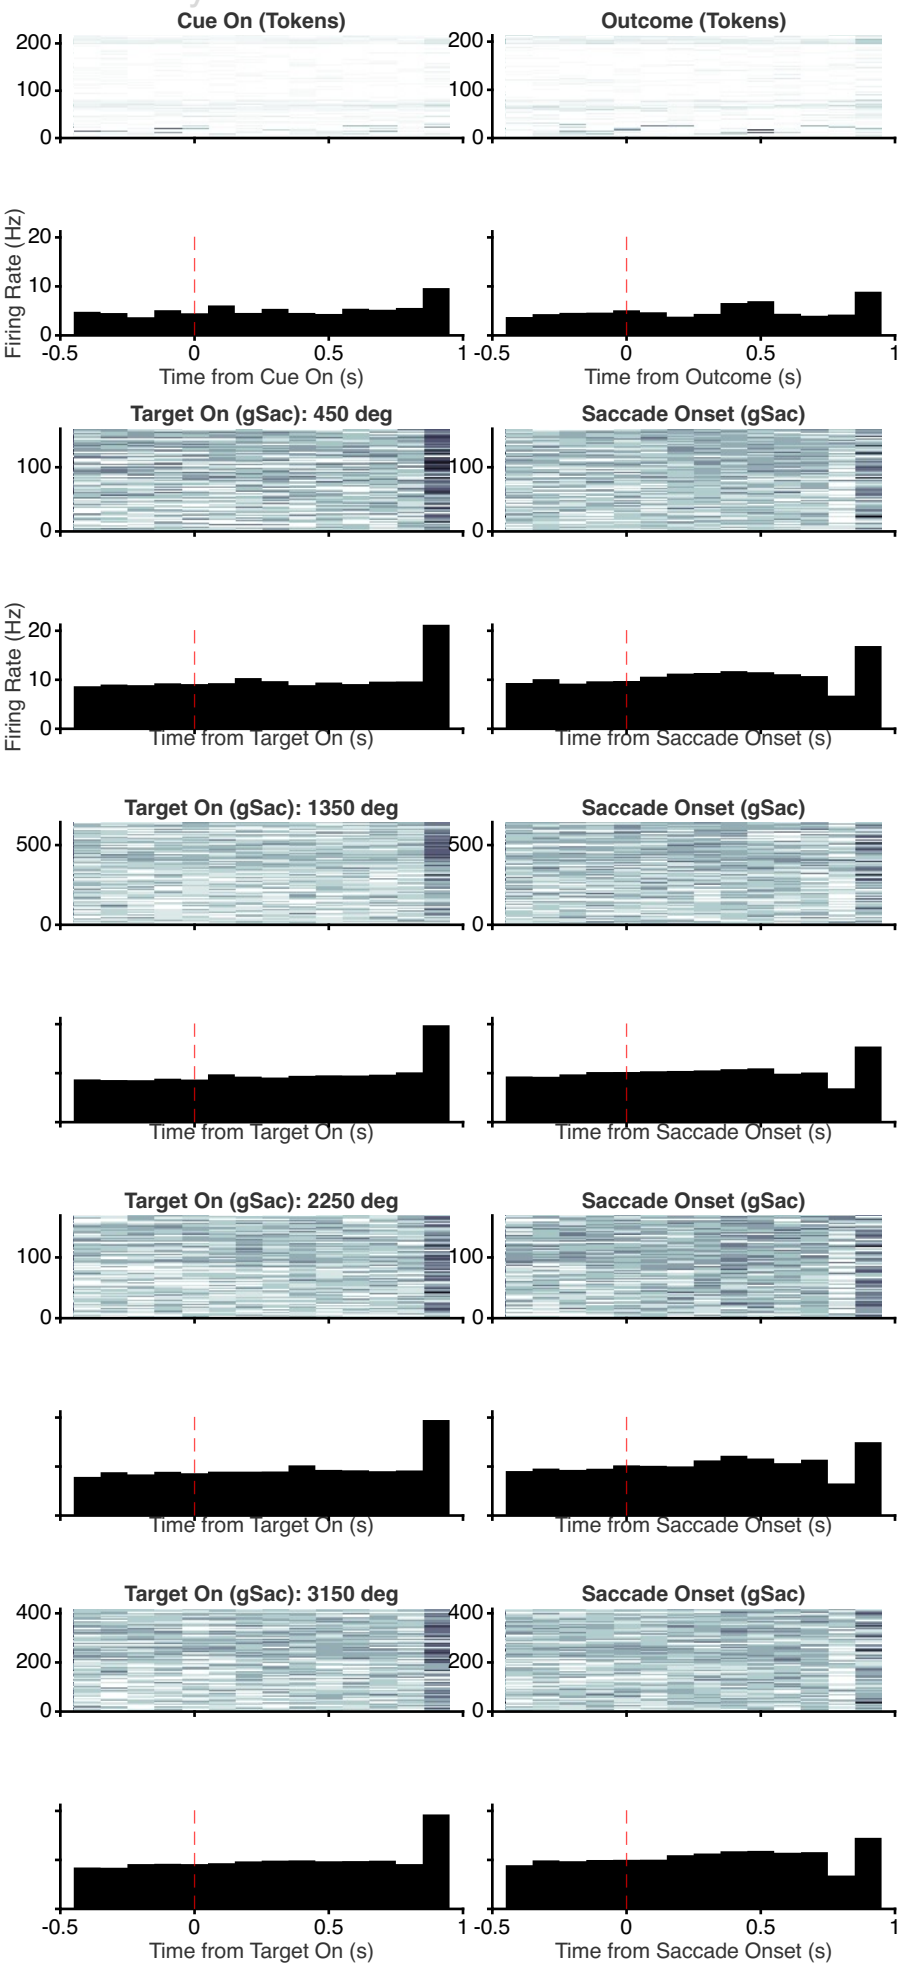 Cue On (Tokens) Outcome (Tokens)
200 200
100 100
0 0
Firing Rate (Hz)
20
10
0
-0.5 0 0.5 1 -0.5 0 0.5 1
Time from Cue On (s) Time from Outcome (s)
Target On (gSac): 450 deg Saccade Onset (gSac)
100 100
0 0
Firing Rate (Hz)
20
10
0
Time from Target On (s) Time from Saccade Onset (s)
Target On (gSac): 1350 deg Saccade Onset (gSac)
500 500
0 0
Time from Target On (s) Time from Saccade Onset (s)
Target On (gSac): 2250 deg Saccade Onset (gSac)
100 100
0 0
Time from Target On (s) Time from Saccade Onset (s)
Target On (gSac): 3150 deg Saccade Onset (gSac)
400 400
200 200
0 0
-0.5 0 0.5 1 -0.5 0 0.5 1
Time from Target On (s) Time from Saccade Onset (s)